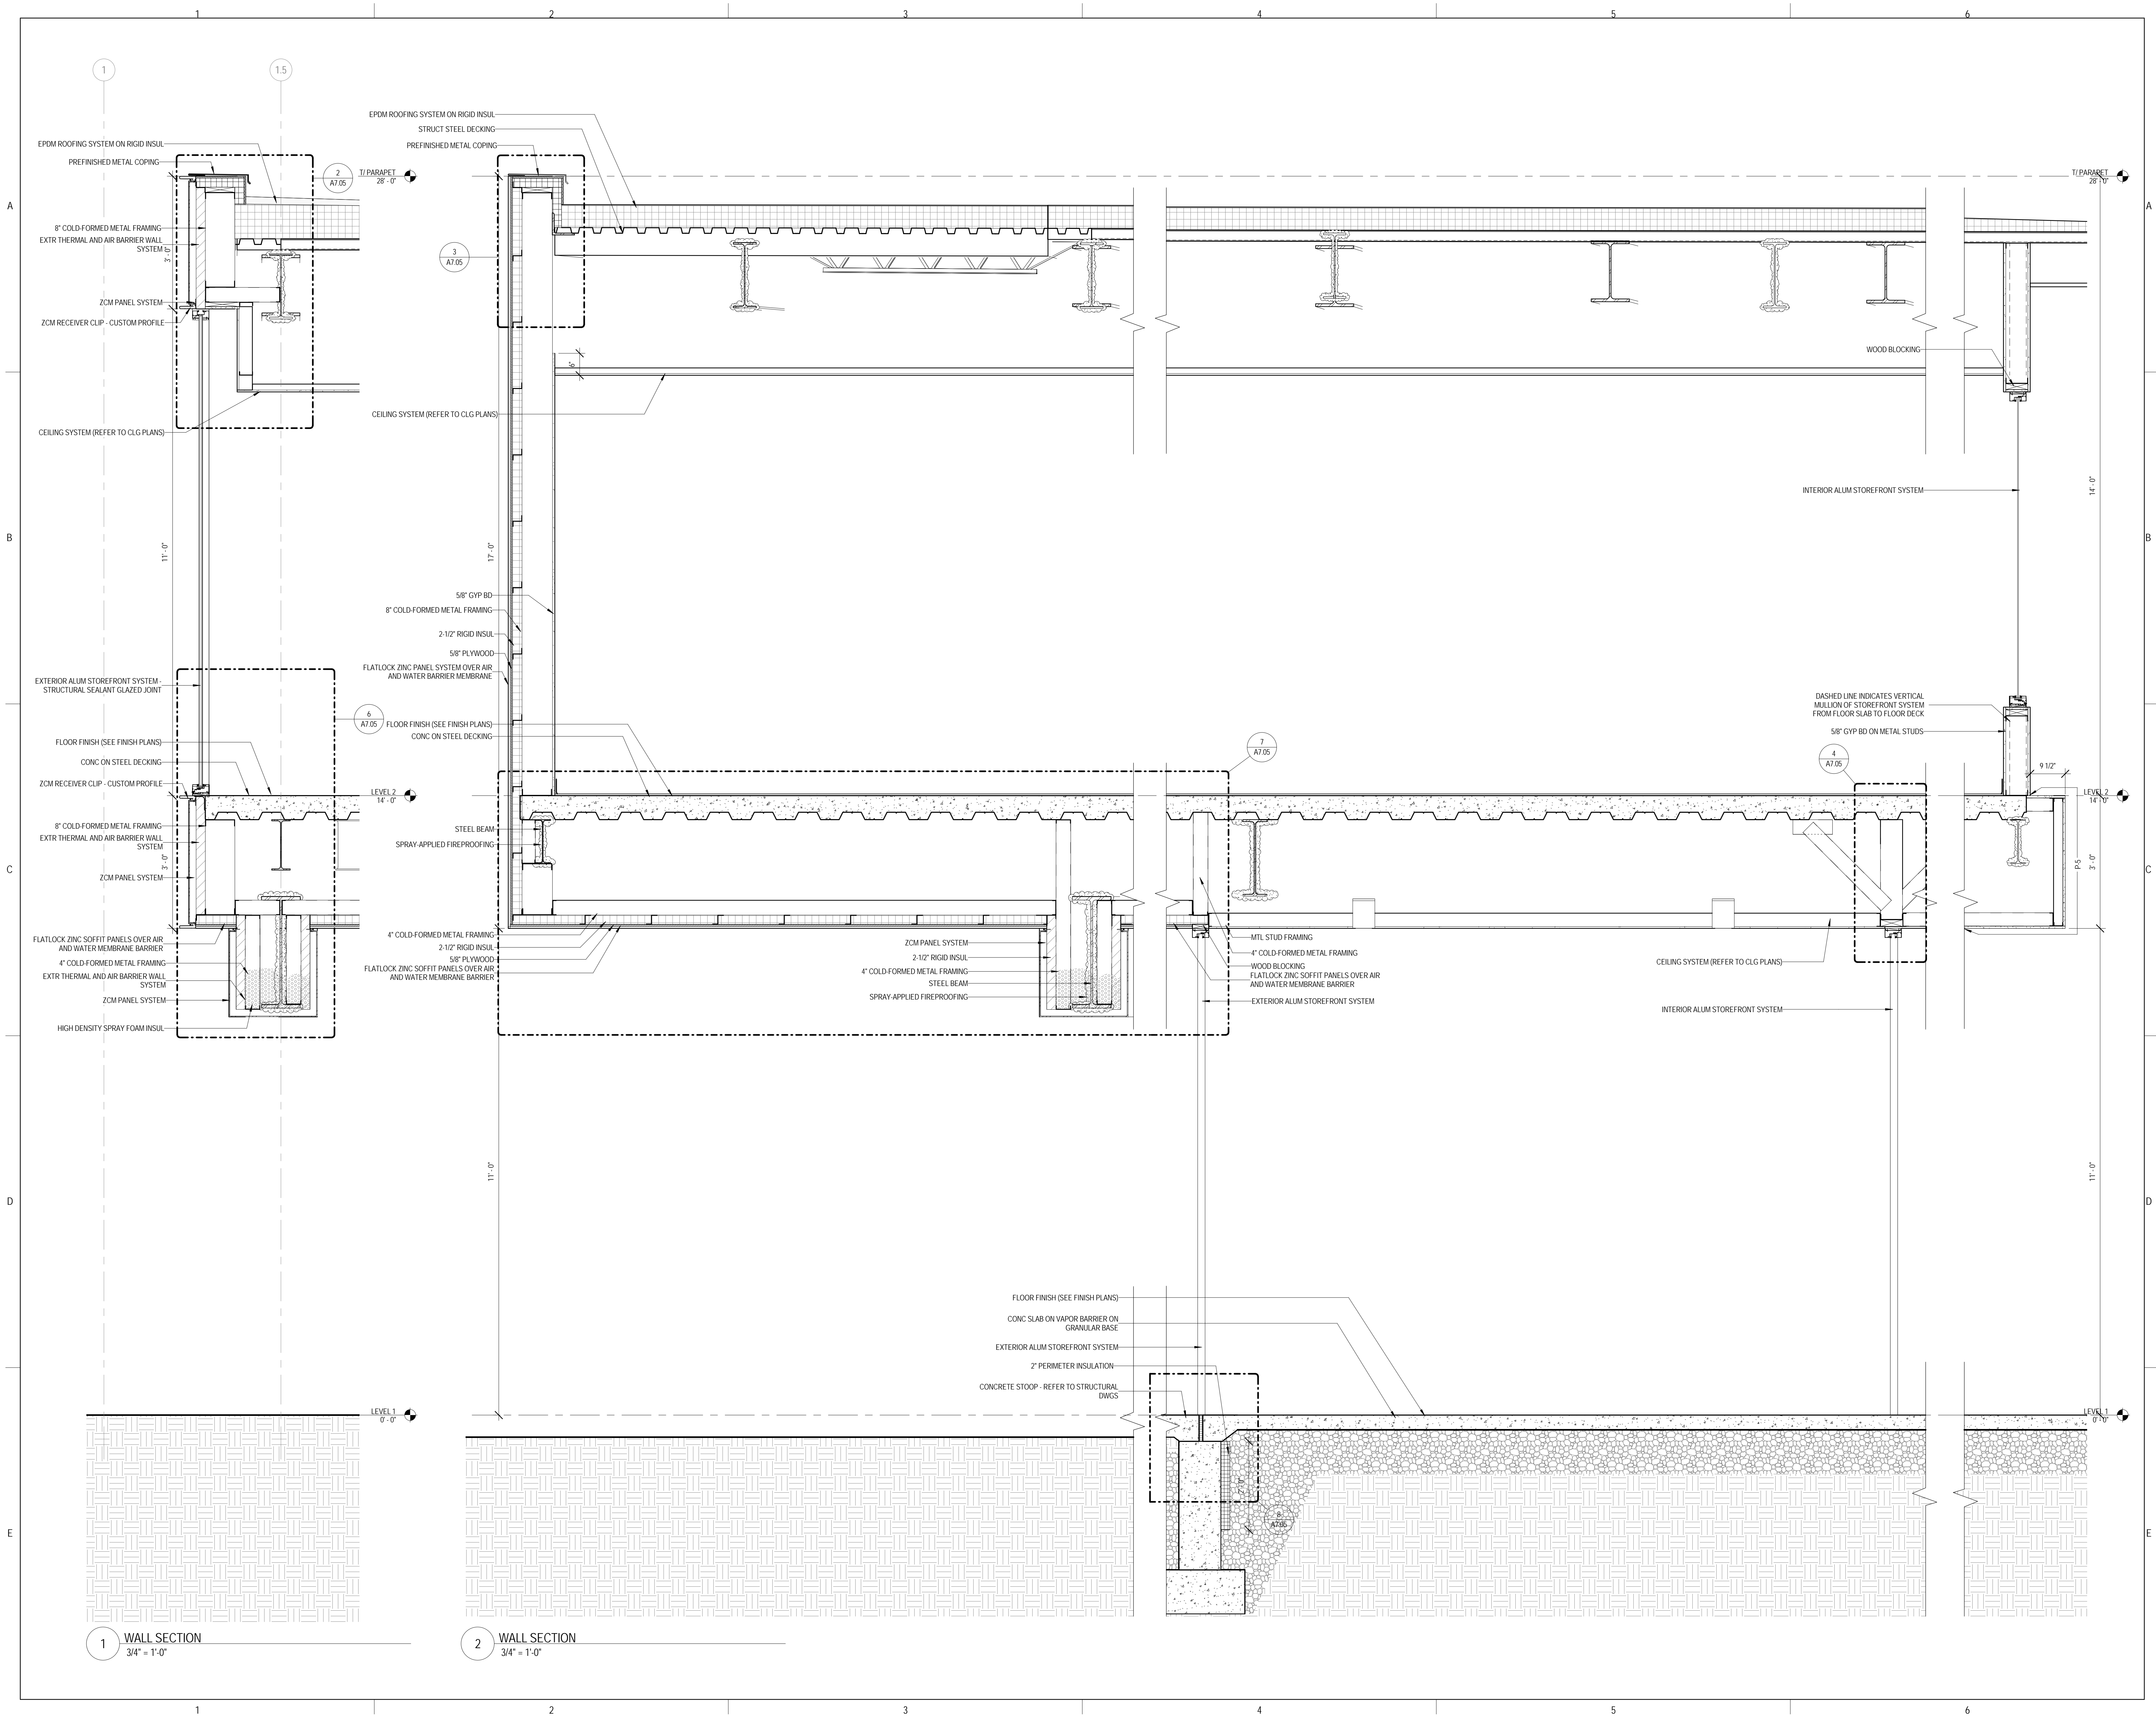 1
2
3
4
5
6
A
B
C
D
E
1
1.5
EPDM ROOFING SYSTEM ON RIGID INSUL
PREFINISHED METAL COPING
2
A7.05
T/ PARAPET
28' - 0"
8" COLD-FORMED METAL FRAMING
EXTR THERMAL AND AIR BARRIER WALL
SYSTEM
3' - 0"
ZCM PANEL SYSTEM
ZCM RECEIVER CLIP - CUSTOM PROFILE
CEILING SYSTEM (REFER TO CLG PLANS)
11' - 0"
EXTERIOR ALUM STOREFRONT SYSTEM -
STRUCTURAL SEALANT GLAZED JOINT
6
A7.05
FLOOR FINISH (SEE FINISH PLANS)
CONC ON STEEL DECKING
ZCM RECEIVER CLIP - CUSTOM PROFILE
LEVEL 2
14' - 0"
8" COLD-FORMED METAL FRAMING
EXTR THERMAL AND AIR BARRIER WALL
SYSTEM
3' - 0"
ZCM PANEL SYSTEM
FLATLOCK ZINC SOFFIT PANELS OVER AIR
AND WATER MEMBRANE BARRIER
4" COLD-FORMED METAL FRAMING
EXTR THERMAL AND AIR BARRIER WALL
SYSTEM
ZCM PANEL SYSTEM
HIGH DENSITY SPRAY FOAM INSUL
LEVEL 1
0' - 0"
1
WALL SECTION
3/4" = 1'-0"
EPDM ROOFING SYSTEM ON RIGID INSUL
STRUCT STEEL DECKING
PREFINISHED METAL COPING
3
A7.05
T/ PARAPET
28' - 0"
6"
WOOD BLOCKING
CEILING SYSTEM (REFER TO CLG PLANS)
INTERIOR ALUM STOREFRONT SYSTEM
14' - 0"
17' - 0"
5/8" GYP BD
8" COLD-FORMED METAL FRAMING
2-1/2" RIGID INSUL
5/8" PLYWOOD
FLATLOCK ZINC PANEL SYSTEM OVER AIR
AND WATER BARRIER MEMBRANE
FLOOR FINISH (SEE FINISH PLANS)
CONC ON STEEL DECKING
DASHED LINE INDICATES VERTICAL
MULLION OF STOREFRONT SYSTEM
FROM FLOOR SLAB TO FLOOR DECK
5/8" GYP BD ON METAL STUDS
7
A7.05
4
A7.05
9 1/2"
LEVEL 2
14' - 0"
STEEL BEAM
SPRAY-APPLIED FIREPROOFING
P-5
3' - 0"
4" COLD-FORMED METAL FRAMING
2-1/2" RIGID INSUL
5/8" PLYWOOD
FLATLOCK ZINC SOFFIT PANELS OVER AIR
AND WATER MEMBRANE BARRIER
ZCM PANEL SYSTEM
2-1/2" RIGID INSUL
4" COLD-FORMED METAL FRAMING
STEEL BEAM
SPRAY-APPLIED FIREPROOFING
MTL STUD FRAMING
4" COLD-FORMED METAL FRAMING
WOOD BLOCKING
FLATLOCK ZINC SOFFIT PANELS OVER AIR
AND WATER MEMBRANE BARRIER
EXTERIOR ALUM STOREFRONT SYSTEM
CEILING SYSTEM (REFER TO CLG PLANS)
INTERIOR ALUM STOREFRONT SYSTEM
11' - 0"
11' - 0"
FLOOR FINISH (SEE FINISH PLANS)
CONC SLAB ON VAPOR BARRIER ON
GRANULAR BASE
EXTERIOR ALUM STOREFRONT SYSTEM
2" PERIMETER INSULATION
CONCRETE STOOP - REFER TO STRUCTURAL
DWGS
LEVEL 1
0' - 0"
2' - 0"
8
A7.05
2
WALL SECTION
3/4" = 1'-0"
A
B
C
D
E
1
2
3
4
5
6